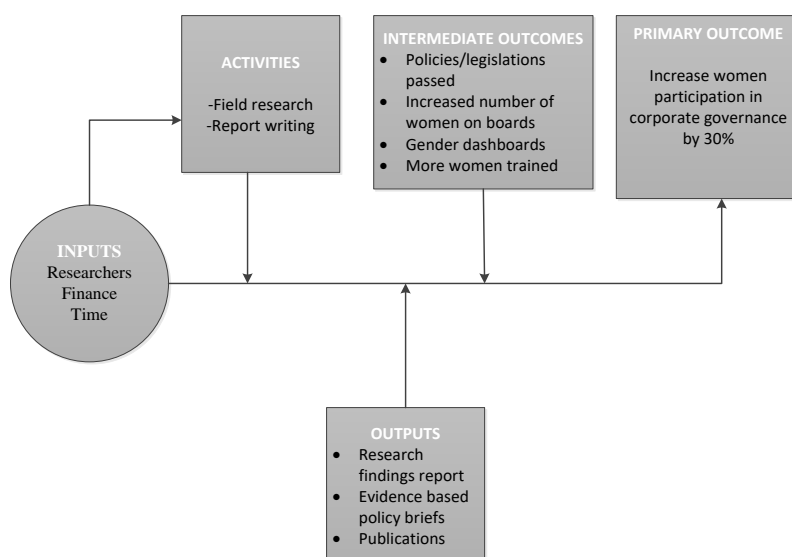 ACTIVITIES
-Field research
-Report writing
INTERMEDIATE OUTCOMES
• Policies/legislations
passed
• Increased number of
women on boards
• Gender dashboards
• More women trained
PRIMARY OUTCOME
Increase women
participation in
corporate governance
by 30%
INPUTS
Researchers
Finance
Time
OUTPUTS
• Research
findings report
• Evidence based
policy briefs
• Publications